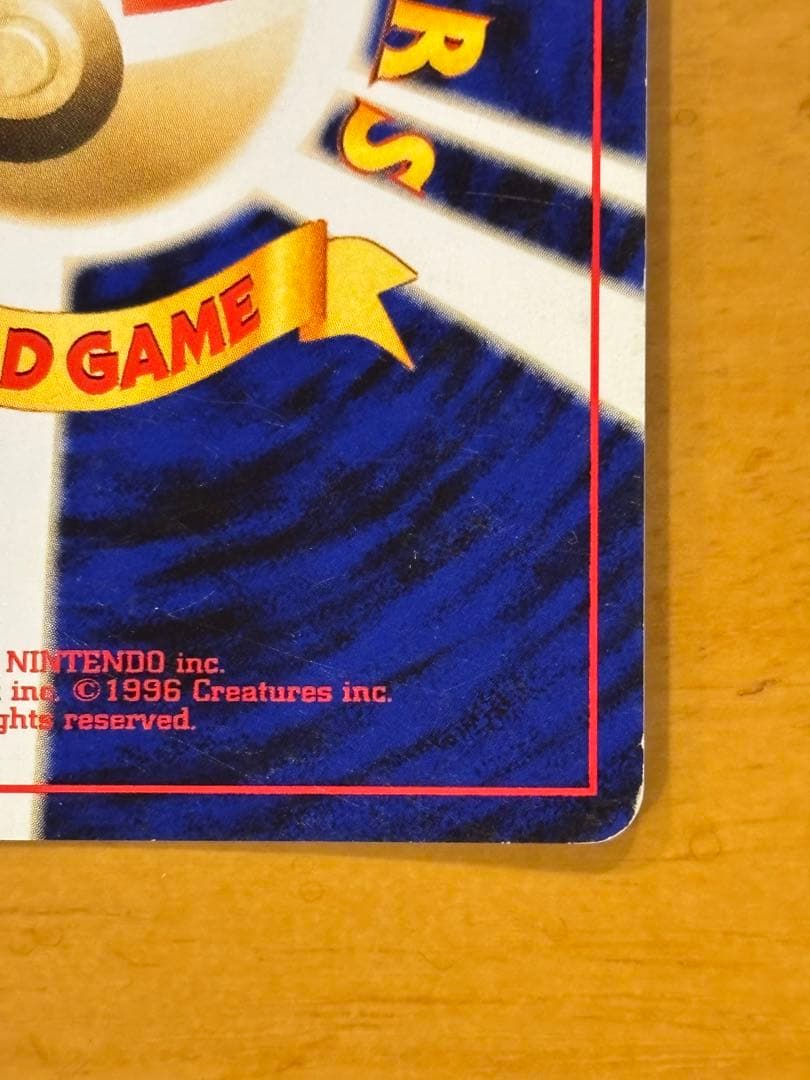 RS
D GAME
NINTENDO inc.
inc. ©1996 Creatures inc.
ghts reserved.